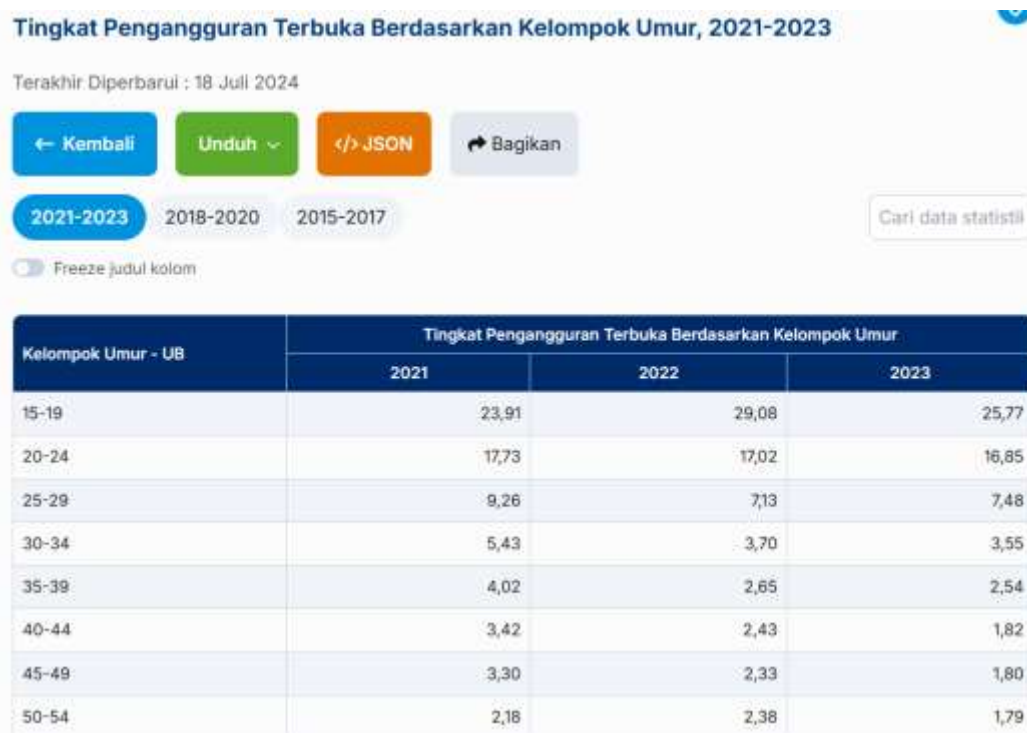 Tingkat Pengangguran Terbuka Berdasarkan Kelompok Umur, 2021-2023
Terakhir Diperbarui : 18 Juli 2024
← Kembali Unduh </> JSON Bagikan
2021-2023 2018-2020 2015-2017 Cari data statistil
Freeze judul kolom
Tingkat Pengangguran Terbuka Berdasarkan Kelompok Umur
Kelompok Umur - UB
2021 2022 2023
15-19 23,91 29,08 25,77
20-24 17,73 17,02 16,85
25-29 9,26 7,13 7,48
30-34 5,43 3,70 3,55
35-39 4,02 2,65 2,54
40-44 3,42 2,43 1,82
45-49 3,30 2,33 1,80
50-54 2,18 2,38 1,79